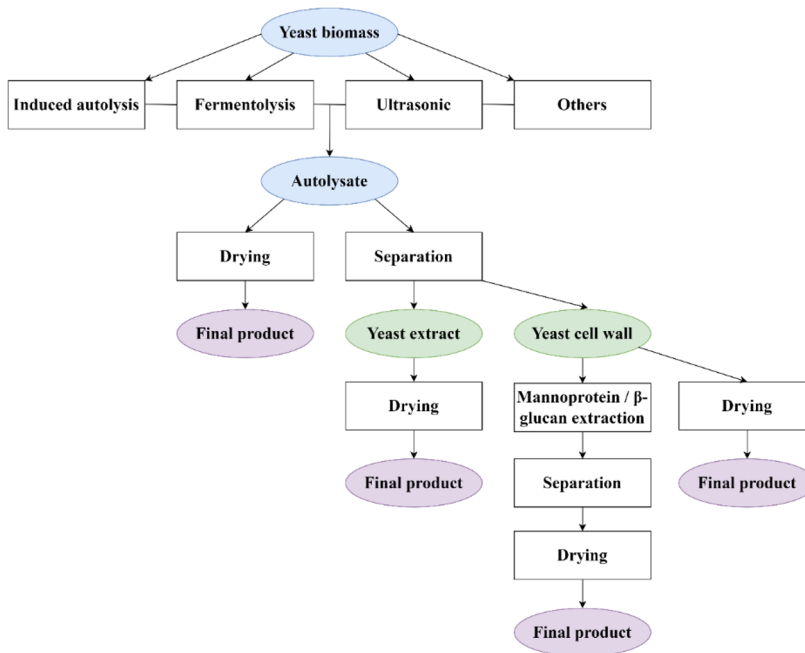 Yeast biomass
Induced autolysis
Fermentolysis
Ultrasonic
Others
Autolysate
Drying
Separation
Final product
Yeast extract
Yeast cell wall
Drying
Mannoprotein / β-
glucan extraction
Drying
Final product
Separation
Final product
Drying
Final product